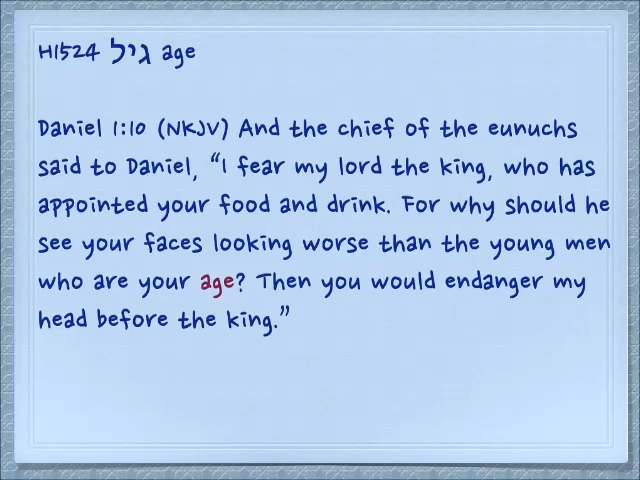 H1524 גיל age
Daniel 1:10 (NKJV) And the chief of the eunuchs
said to Daniel, “I fear my lord the king, who has
appointed your food and drink. For why should he
see your faces looking worse than the young men
who are your age? Then you would endanger my
head before the king.”